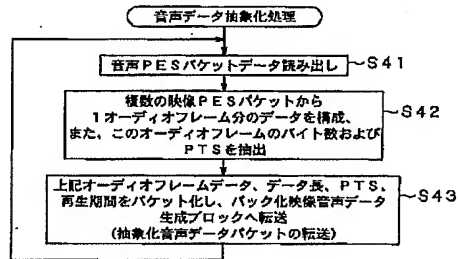 音声データ抽象化処理
音声PESパケットデータ読み出し
S41
複数の映像PESパケットから
1オーディオフレーム分のデータを構成、
また、このオーディオフレームのバイト数および
PTSを抽出
S42
上記オーディオフレームデータ、データ長、PTS、
再生期間をパケット化し、パック化映像音声データ
生成ブロックへ転送
(抽象化音声データパケットの転送)
S43